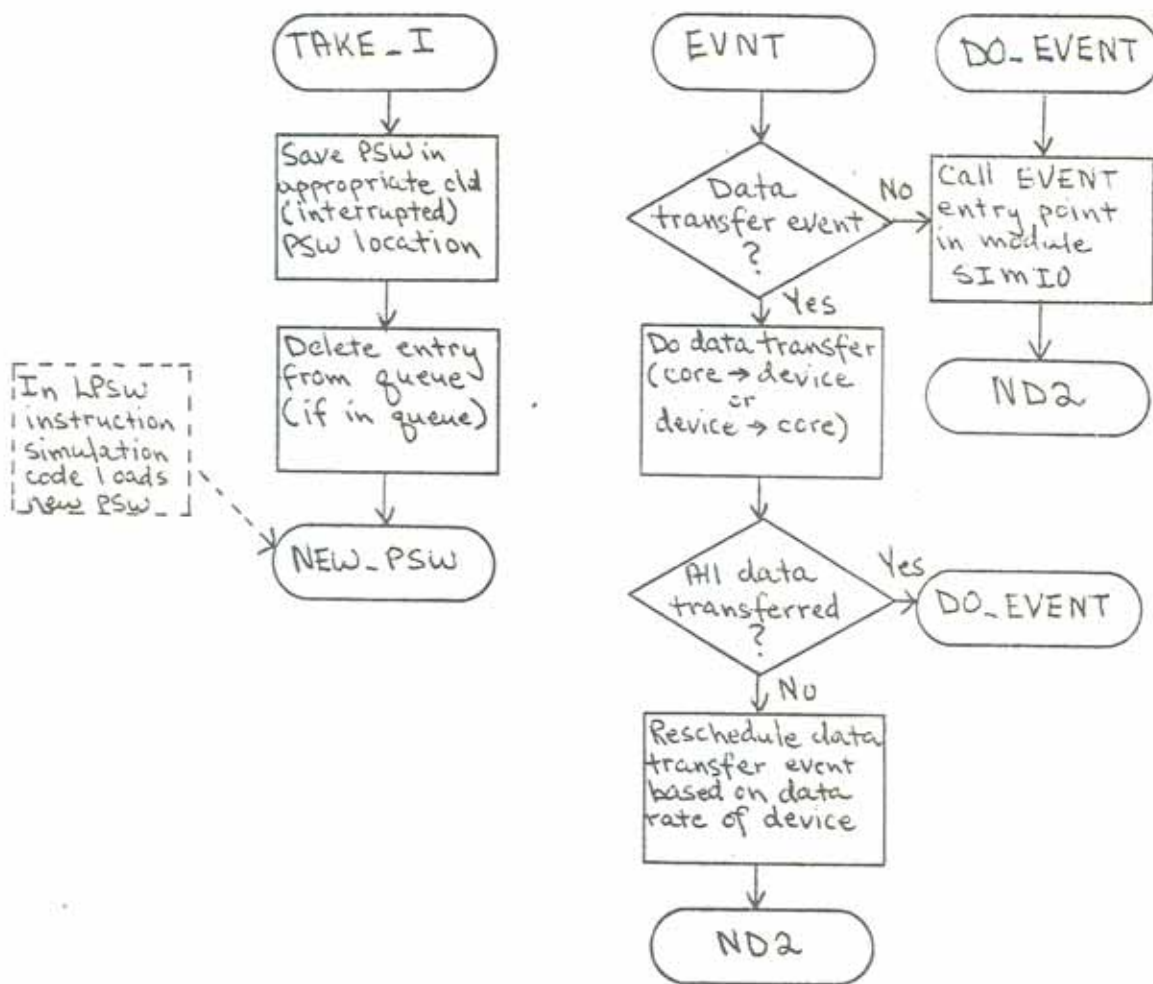 TAKE_I
Save PSW in
appropriate old
(interrupted)
PSW location
Delete entry
from queue
(if in queue)
In LPSW
instruction
simulation
code loads
new PSW
NEW_PSW
EVNT
Data
transfer event
?
No
Yes
Do data transfer
(core → device
or
device → core)
All data
transferred
?
Yes
DO_EVENT
No
Reschedule data
transfer event
based on data
rate of device
ND2
DO_EVENT
Call EVENT
entry point
in module
SIMIO
ND2